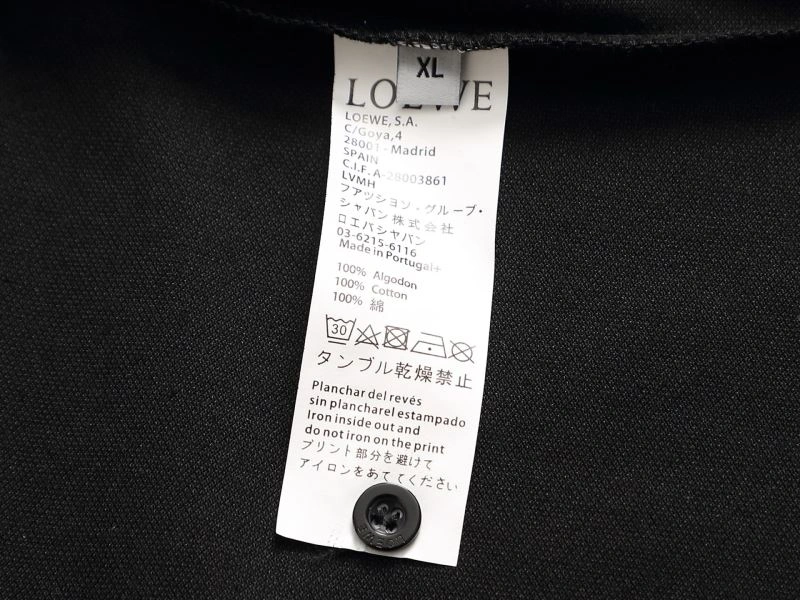 XL
LOEWE
LOEWE, S.A.
C/Goya,4
28001 - Madrid
SPAIN
C.I.F. A-28003861
LVMH
ファッション・グループ・
ジャパン 株式会社
ロエベジャパン
03-6215-6116
Made in Portugal+
100% Algodon
100% Cotton
100% 綿
30
タンブル乾燥禁止
Planchar del revés
sin plancharel estampado
Iron inside out and
do not iron on the print
プリント部分を避けて
アイロンをあててください